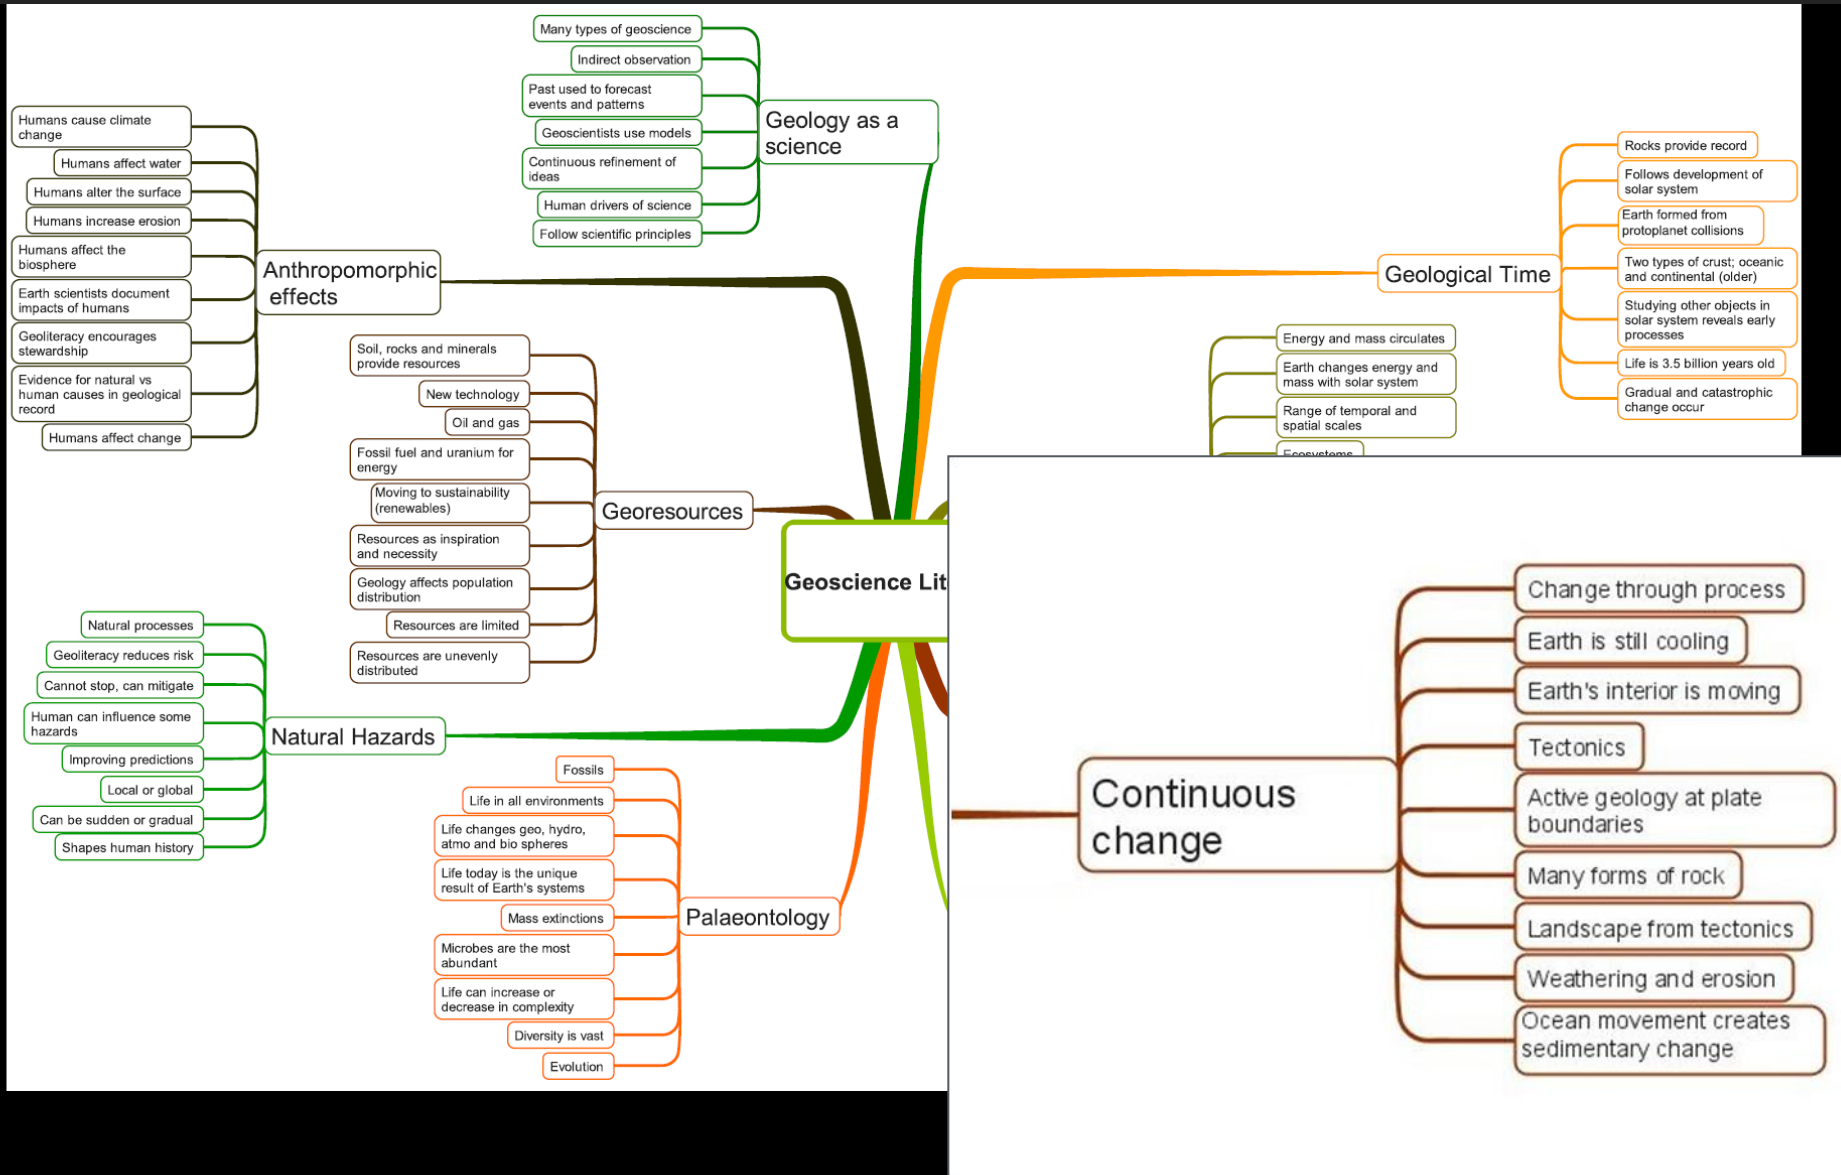 Many types of geoscience
Indirect observation
Past used to forecast
events and patterns
Geoscientists use models
Continuous refinement of
ideas
Human drivers of science
Follow scientific principles
Geology as a
science
Humans cause climate
change
Humans affect water
Humans alter the surface
Humans increase erosion
Humans affect the
biosphere
Earth scientists document
impacts of humans
Geoliteracy encourages
stewardship
Evidence for natural vs
human causes in geological
record
Humans affect change
Anthropomorphic
effects
Rocks provide record
Follows development of
solar system
Earth formed from
protoplanet collisions
Two types of crust; oceanic
and continental (older)
Studying other objects in
solar system reveals early
processes
Life is 3.5 billion years old
Gradual and catastrophic
change occur
Geological Time
Energy and mass circulates
Earth changes energy and
mass with solar system
Range of temporal and
spatial scales
Ecosystems
Soil, rocks and minerals
provide resources
New technology
Oil and gas
Fossil fuel and uranium for
energy
Moving to sustainability
(renewables)
Resources as inspiration
and necessity
Geology affects population
distribution
Resources are limited
Resources are unevenly
distributed
Georesources
Geoscience Lit
Natural processes
Geoliteracy reduces risk
Cannot stop, can mitigate
Human can influence some
hazards
Improving predictions
Local or global
Can be sudden or gradual
Shapes human history
Natural Hazards
Fossils
Life in all environments
Life changes geo, hydro,
atmo and bio spheres
Life today is the unique
result of Earth's systems
Mass extinctions
Microbes are the most
abundant
Life can increase or
decrease in complexity
Diversity is vast
Evolution
Palaeontology
Continuous
change
Change through process
Earth is still cooling
Earth's interior is moving
Tectonics
Active geology at plate
boundaries
Many forms of rock
Landscape from tectonics
Weathering and erosion
Ocean movement creates
sedimentary change